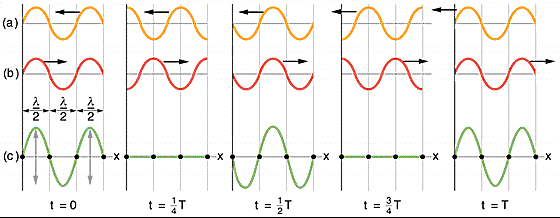 (a)
(b)
λ/2 λ/2 λ/2
(c) x x x x x
t = 0 t = 1/4 T t = 1/2 T t = 3/4 T t = T